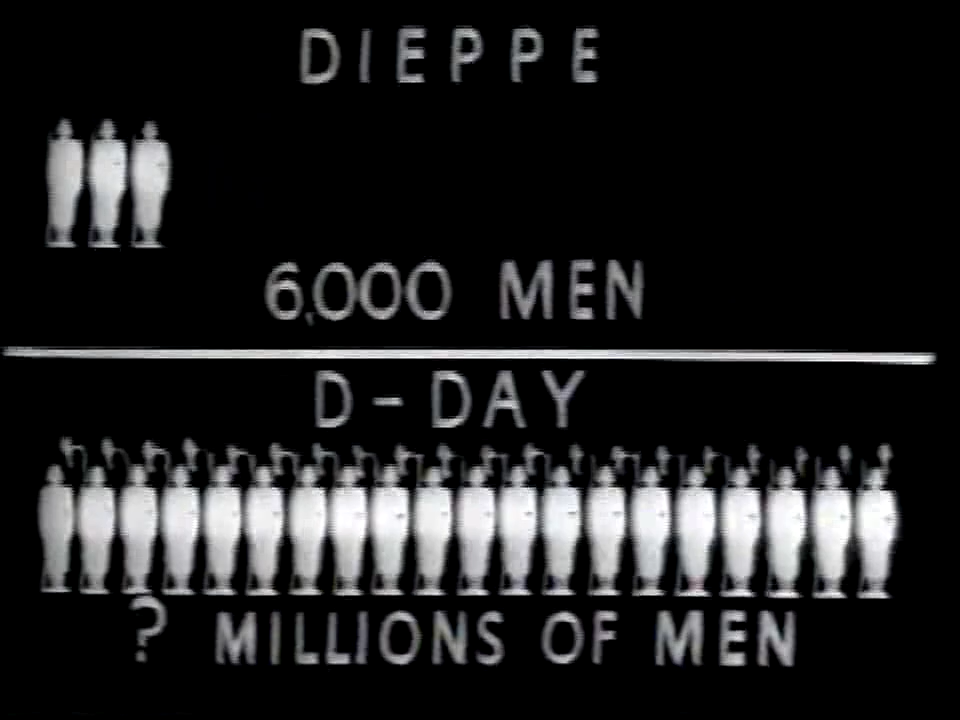 DIEPPE
6,000 MEN
D-DAY
? MILLIONS OF MEN